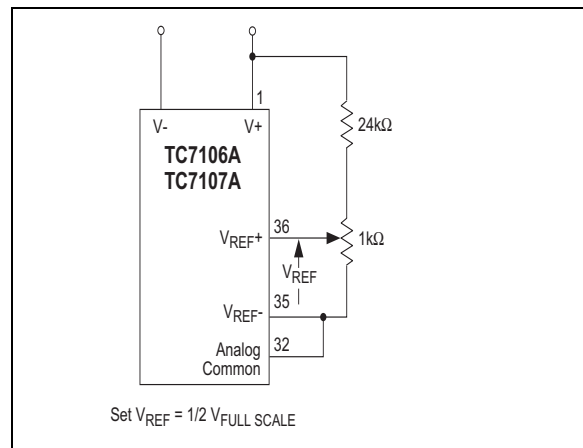 1
V- V+
TC7106A
TC7107A
24kΩ
36
VREF+
1kΩ
VREF
35
VREF-
32
Analog
Common
Set VREF = 1/2 VFULL SCALE